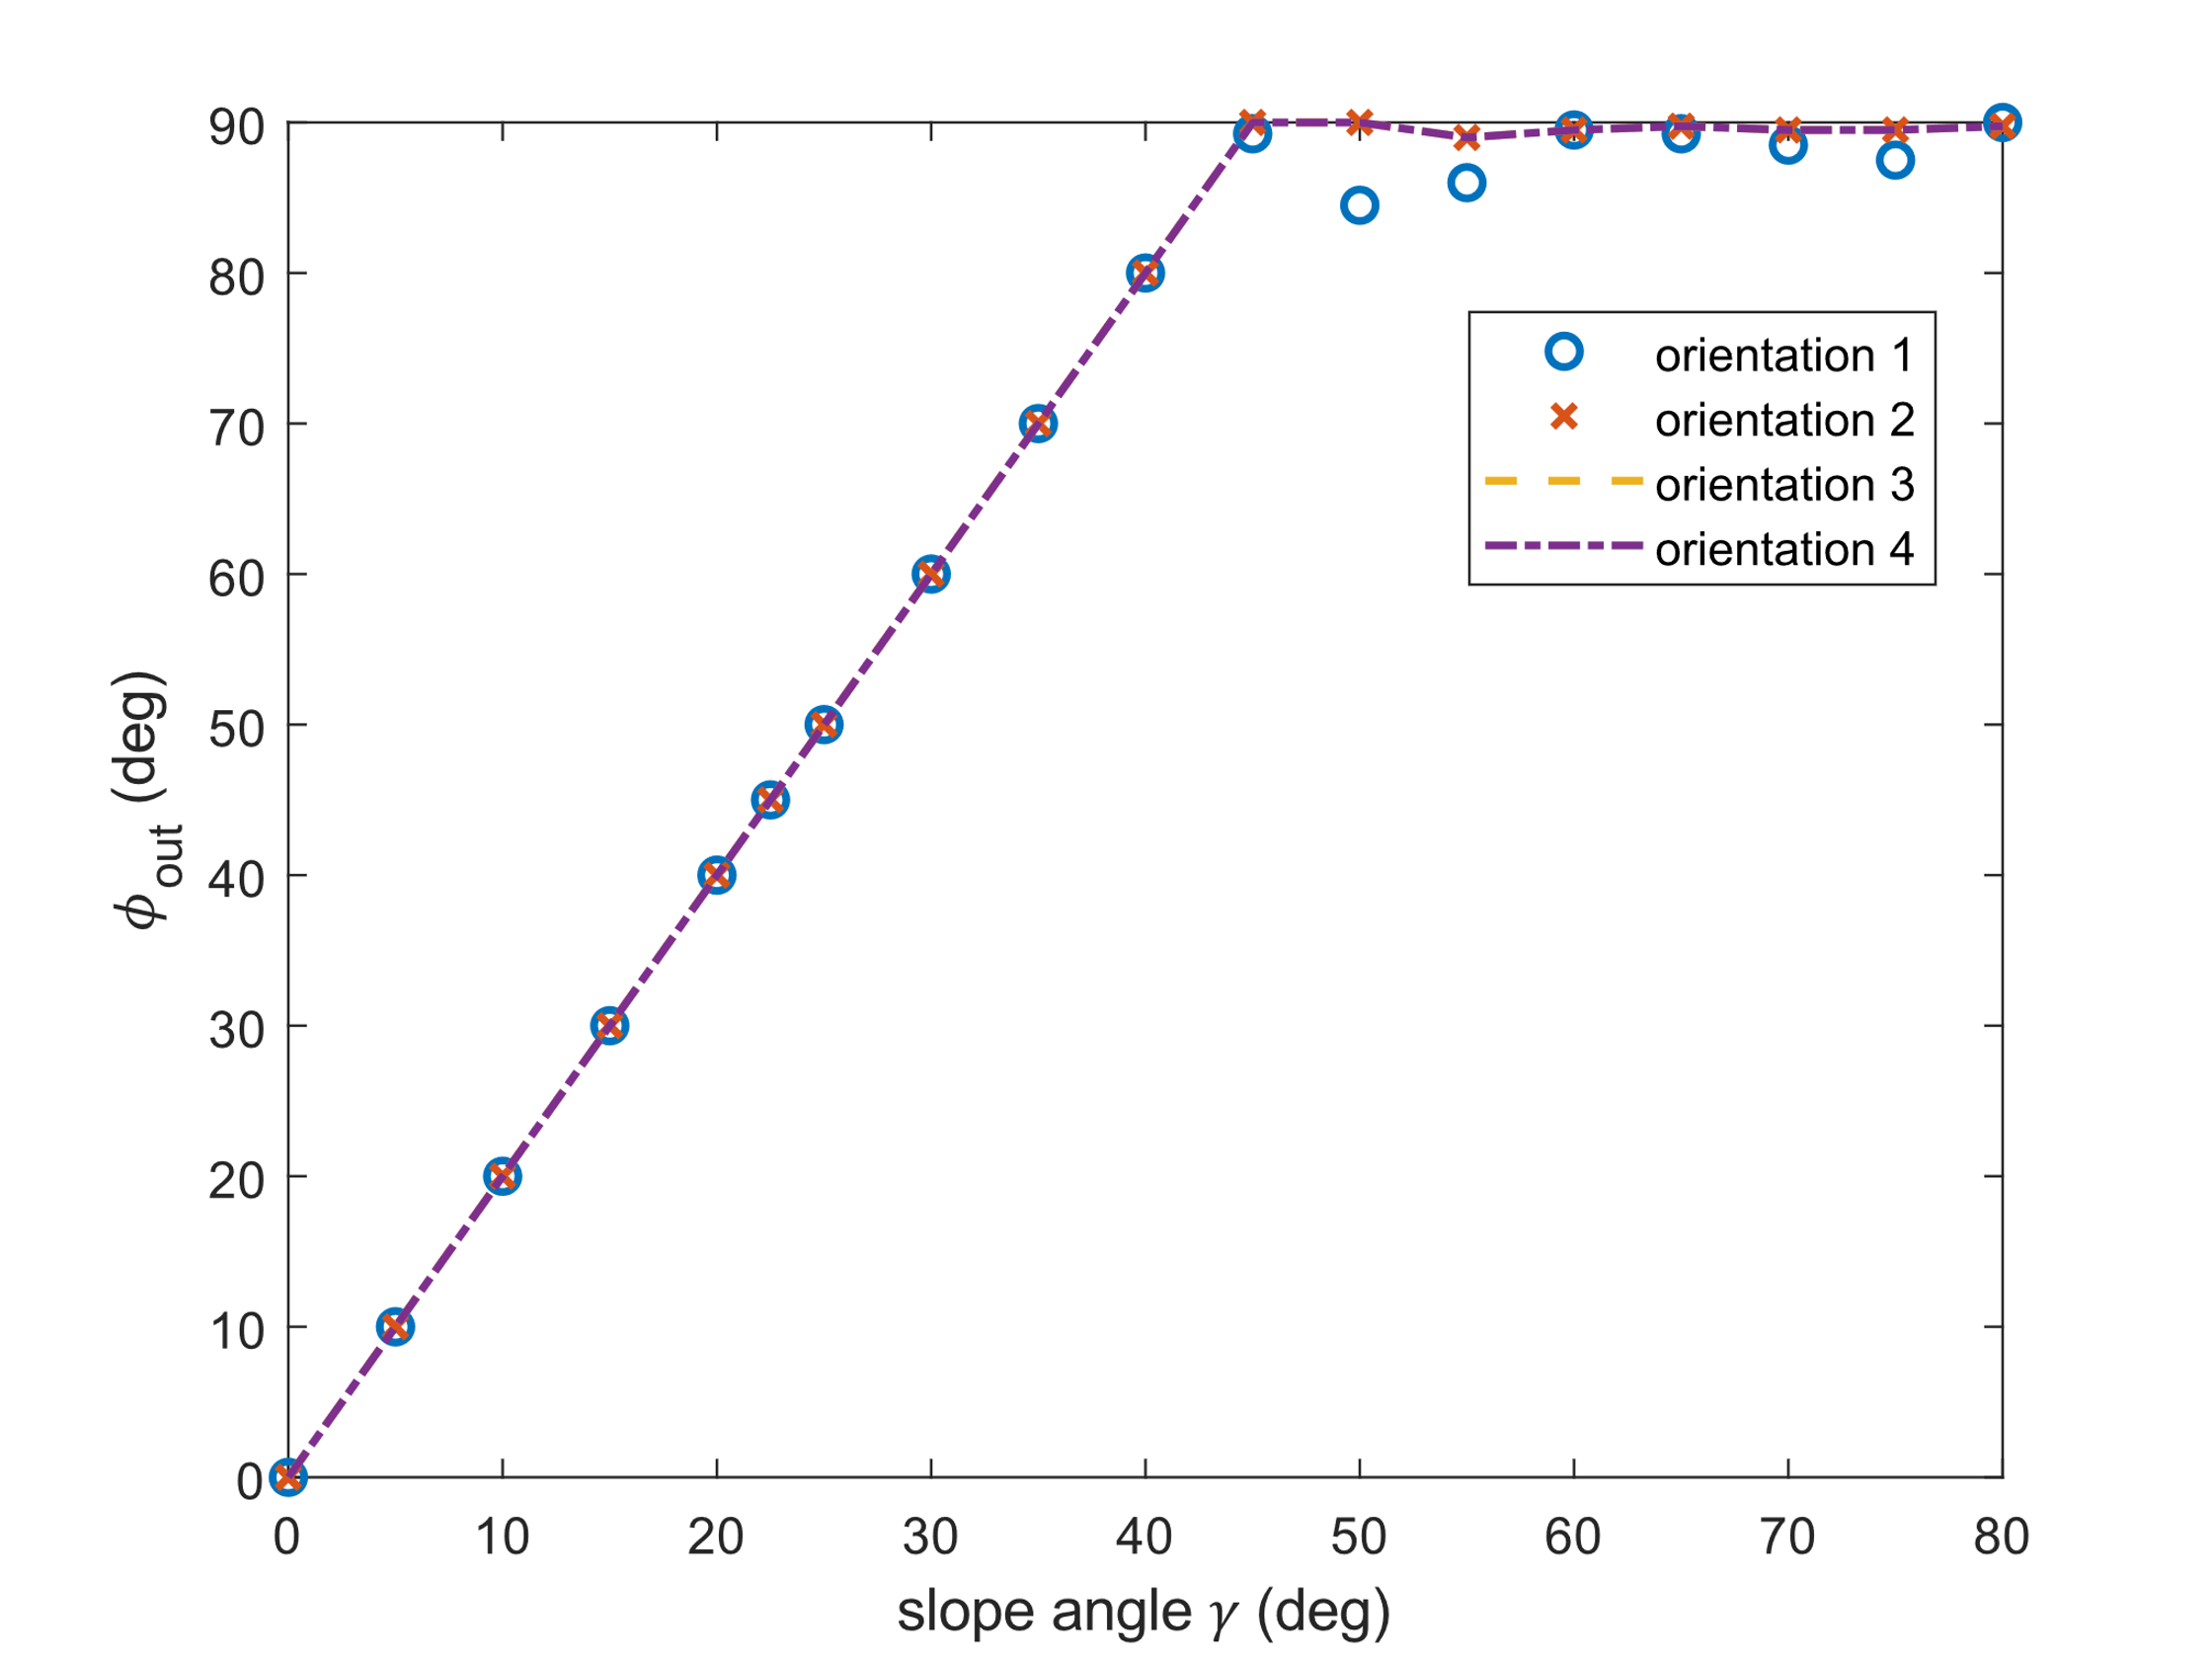 90
80
70
60
50
40
30
20
10
0
ϕout (deg)
orientation 1
orientation 2
orientation 3
orientation 4
0 10 20 30 40 50 60 70 80
slope angle γ (deg)